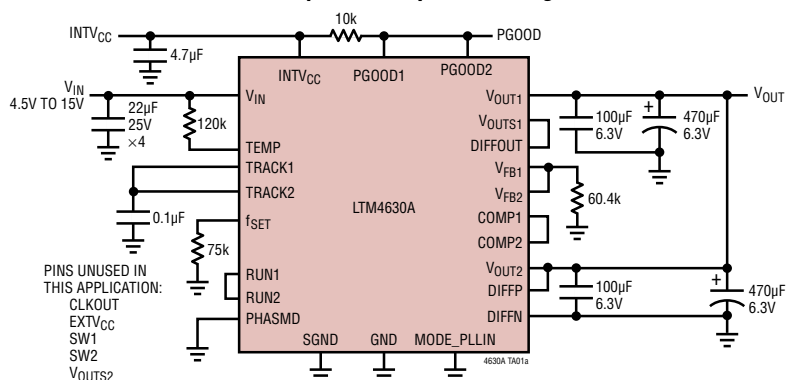 10k
INTVCC
PGOOD
4.7µF
INTVCC
PGOOD1
PGOOD2
VIN
4.5V TO 15V
22µF
25V
×4
120k
VIN
TEMP
TRACK1
TRACK2
0.1µF
fSET
75k
RUN1
RUN2
PHASMD
LTM4630A
VOUT1
VOUTS1
DIFFOUT
VFB1
VFB2
COMP1
COMP2
VOUT2
DIFFP
DIFFN
SGND
GND
MODE_PLLIN
VOUT
100µF
6.3V
+
470µF
6.3V
60.4k
100µF
6.3V
+
470µF
6.3V
4630A TA01a
PINS UNUSED IN
THIS APPLICATION:
CLKOUT
EXTVCC
SW1
SW2
VOUTS2